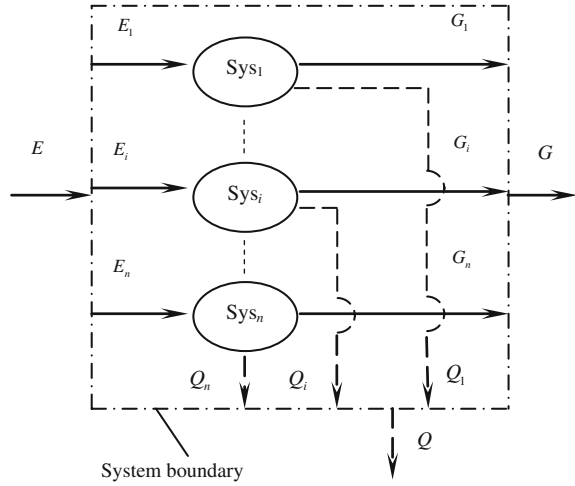 E₁
G₁
Sys₁
E
Eᵢ
Gᵢ
G
Sysᵢ
Eₙ
Gₙ
Sysₙ
Qₙ
Qᵢ
Q₁
Q
System boundary